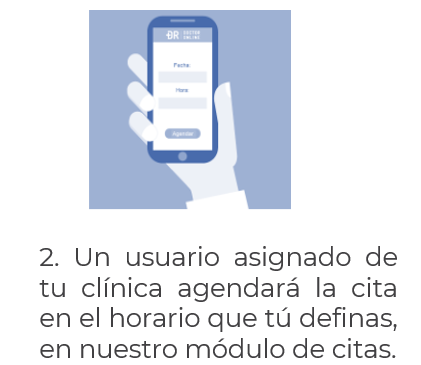 DR DOCTOR
ONLINE
Fecha
Hora
Agendar
2. Un usuario asignado de
tu clínica agendará la cita
en el horario que tú definas,
en nuestro módulo de citas.